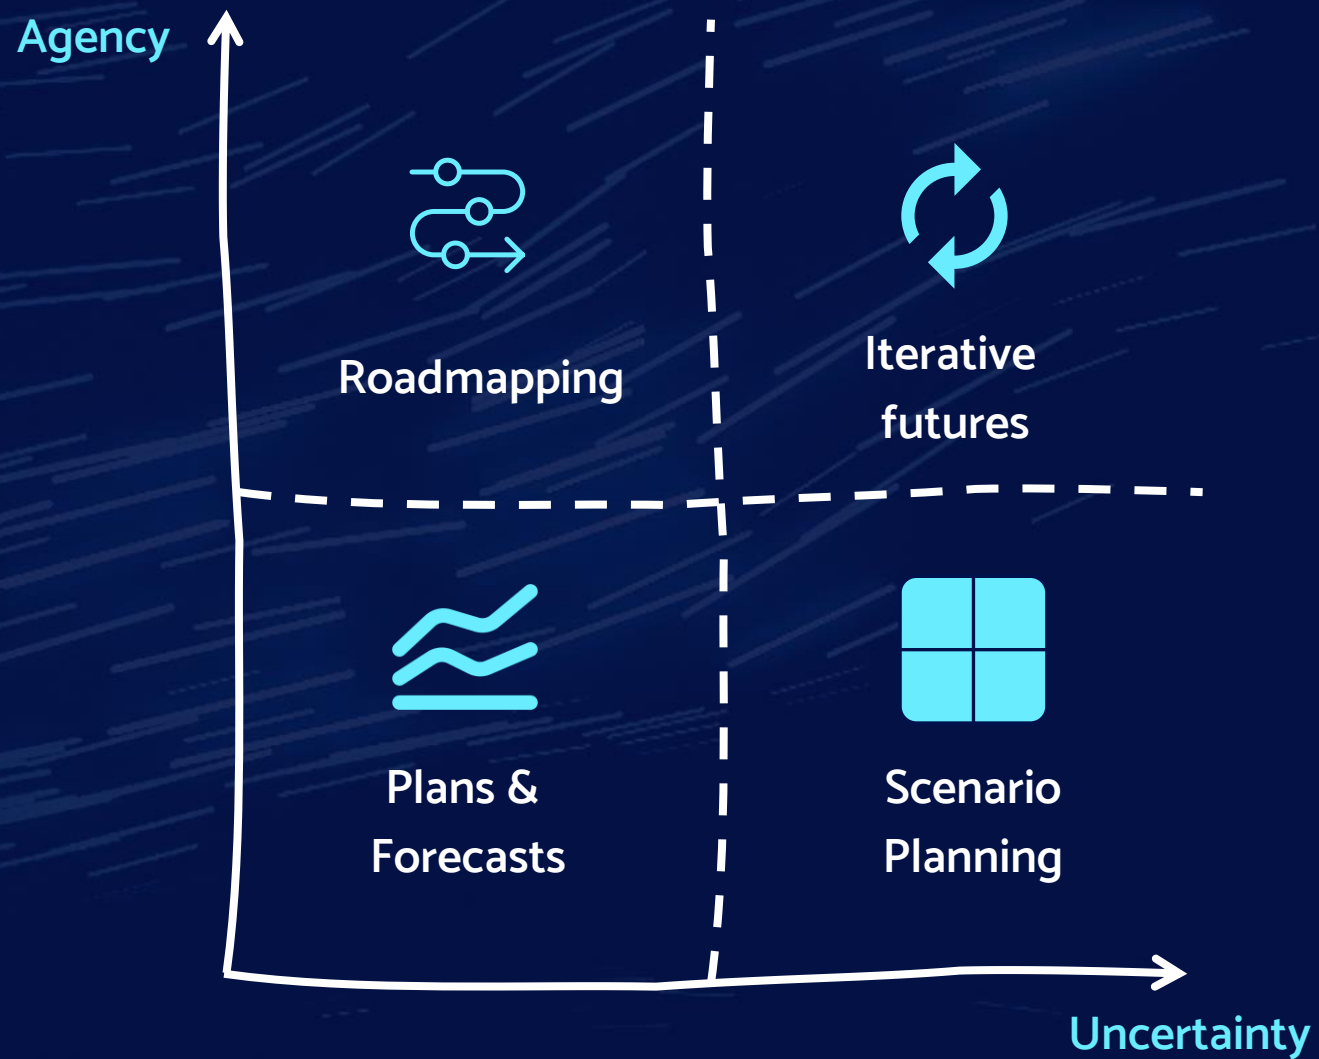 Agency
Roadmapping
Iterative
futures
Plans &
Forecasts
Scenario
Planning
Uncertainty